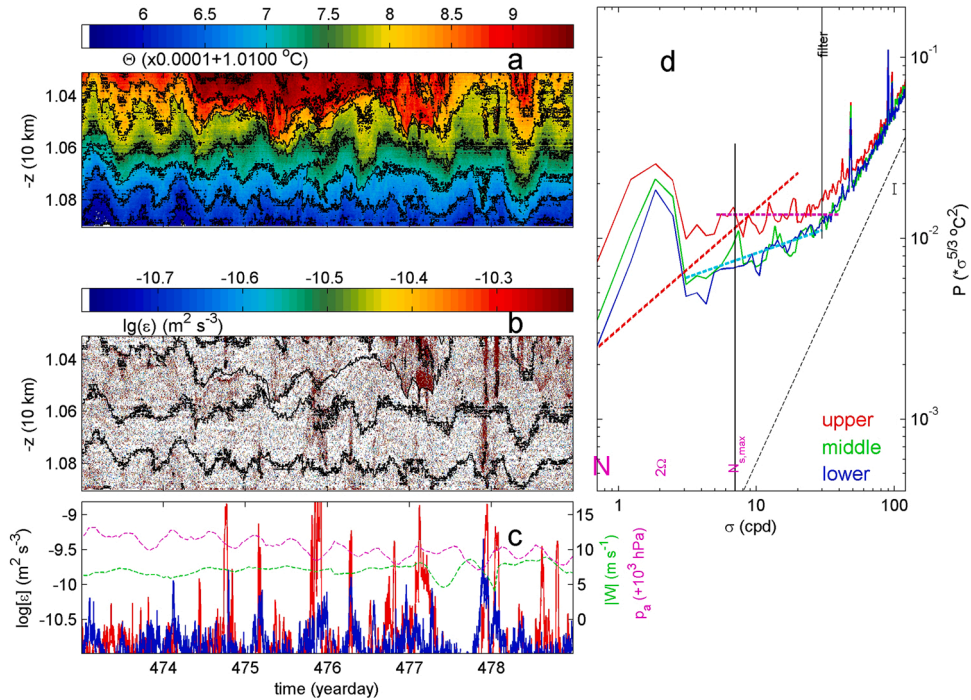 6 6.5 7 7.5 8 8.5 9
Θ (x0.0001+1.0100 °C)
a
-z (10 km)
1.04
1.06
1.08
-10.7 -10.6 -10.5 -10.4 -10.3
lg(ε) (m² s⁻³)
b
-z (10 km)
1.04
1.06
1.08
c
log[ε] (m² s⁻³)
-9
-9.5
-10
-10.5
15
10
5
0
|W| (m s⁻¹)
pₐ (+10³ hPa)
474 475 476 477 478
time (yearday)
d
filter
I
10⁻¹
10⁻²
10⁻³
P (*σ^5/3 °C²)
upper
middle
lower
N
2Ω
N_s,max
1 10 100
σ (cpd)